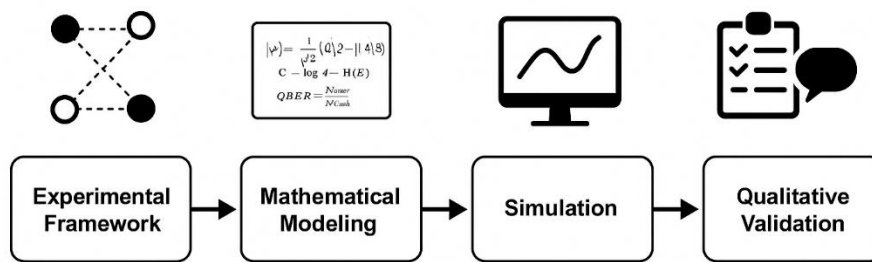 C – log 4 – H(E)
QBER =
Experimental
Framework
Mathematical
Modeling
Simulation
Qualitative
Validation